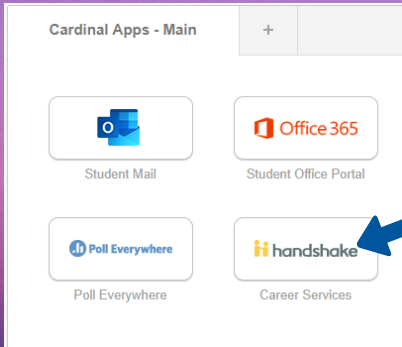 Cardinal Apps - Main +
O Office 365
Student Mail Student Office Portal
Poll Everywhere handshake
Poll Everywhere Career Services